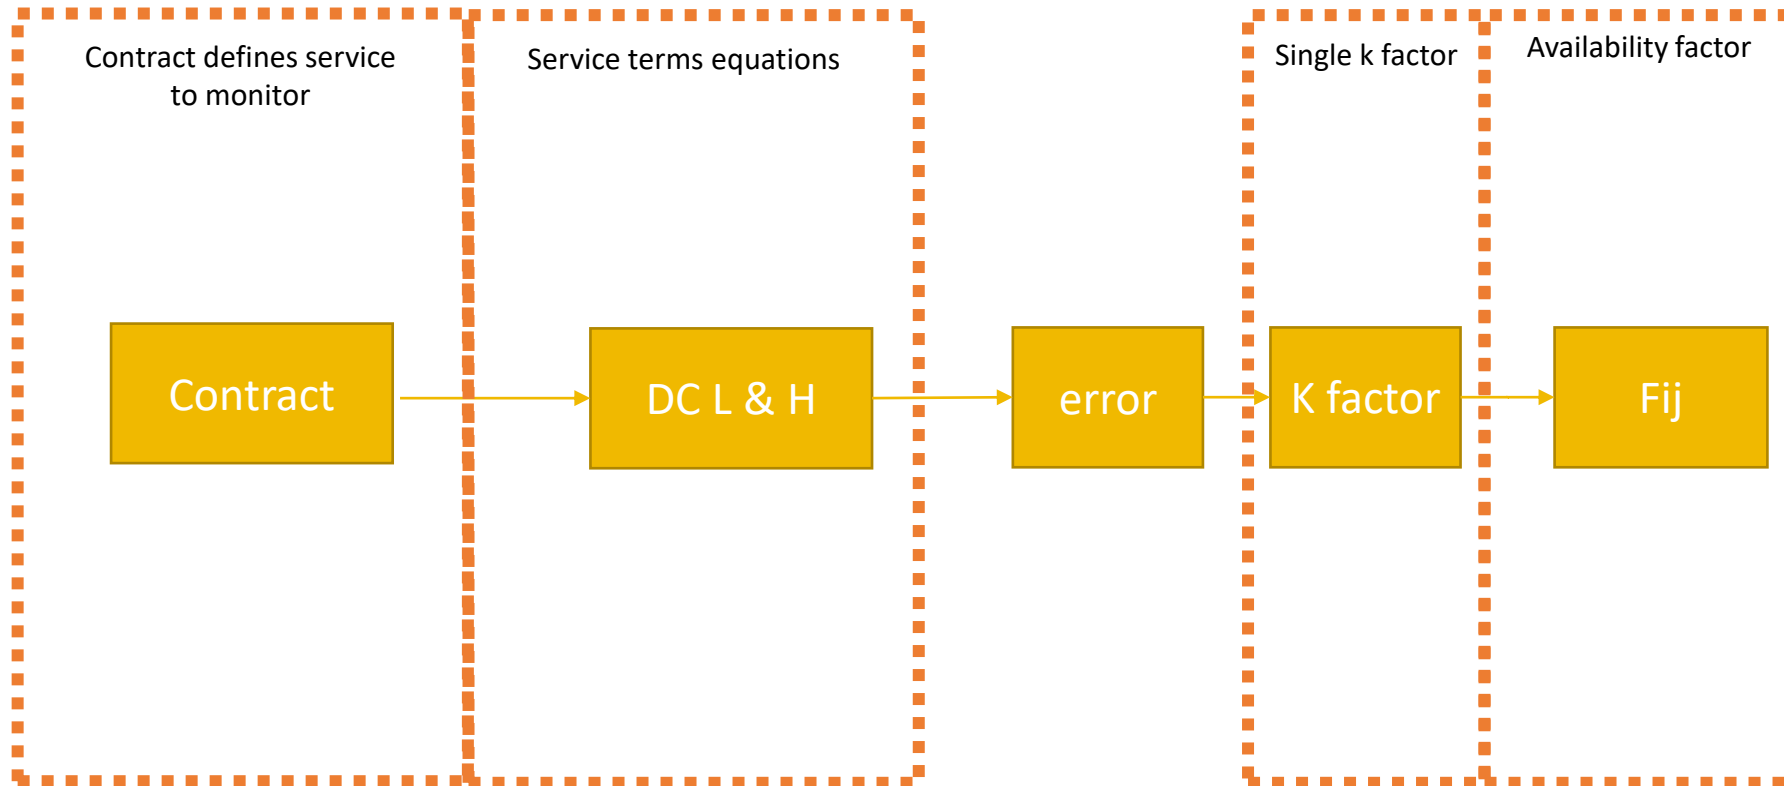 Contract defines service
to monitor
Service terms equations
Single k factor
Availability factor
Contract
DC L & H
error
K factor
Fij